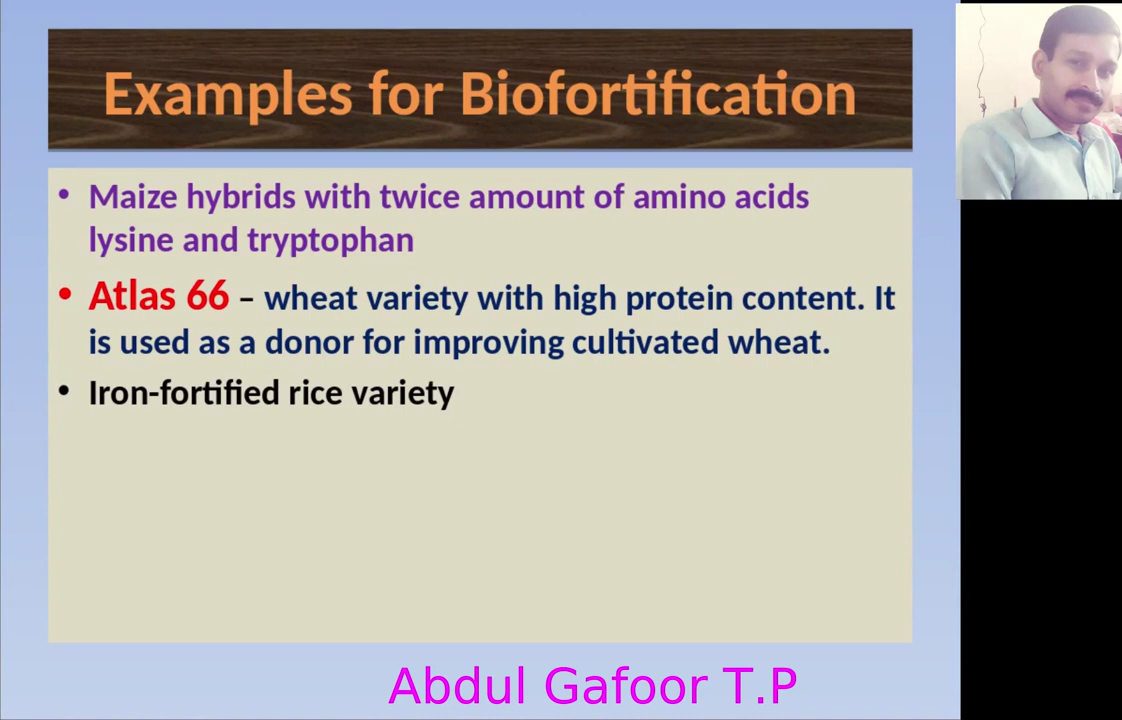 Examples for Biofortification
• Maize hybrids with twice amount of amino acids
lysine and tryptophan
• Atlas 66 – wheat variety with high protein content. It
is used as a donor for improving cultivated wheat.
• Iron-fortified rice variety
Abdul Gafoor T.P